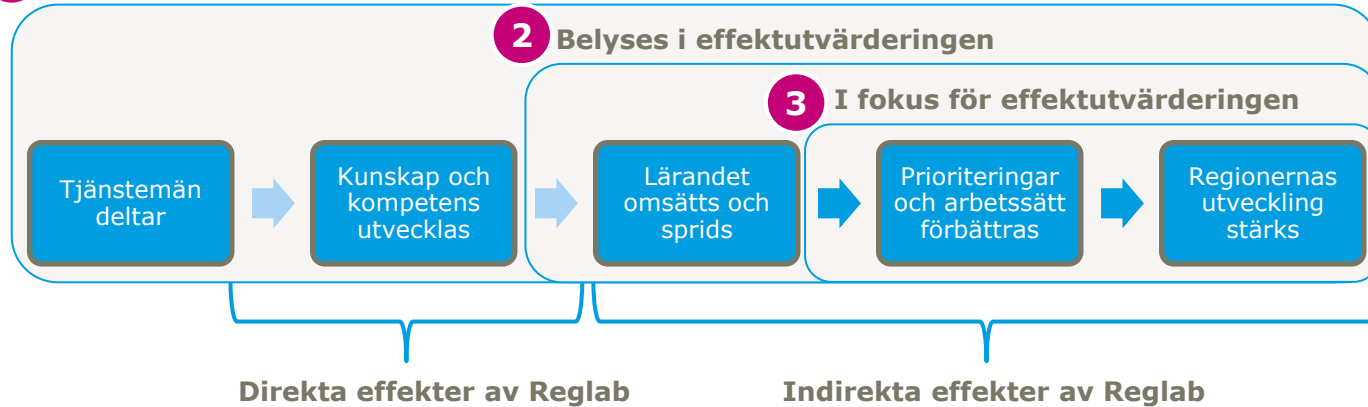 2 Belyses i effektutvärderingen
3 I fokus för effektutvärderingen
Tjänstemän
deltar
Kunskap och
kompetens
utvecklas
Lärandet
omsätts och
sprids
Prioriteringar
och arbetssätt
förbättras
Regionernas
utveckling
stärks
Direkta effekter av Reglab
Indirekta effekter av Reglab